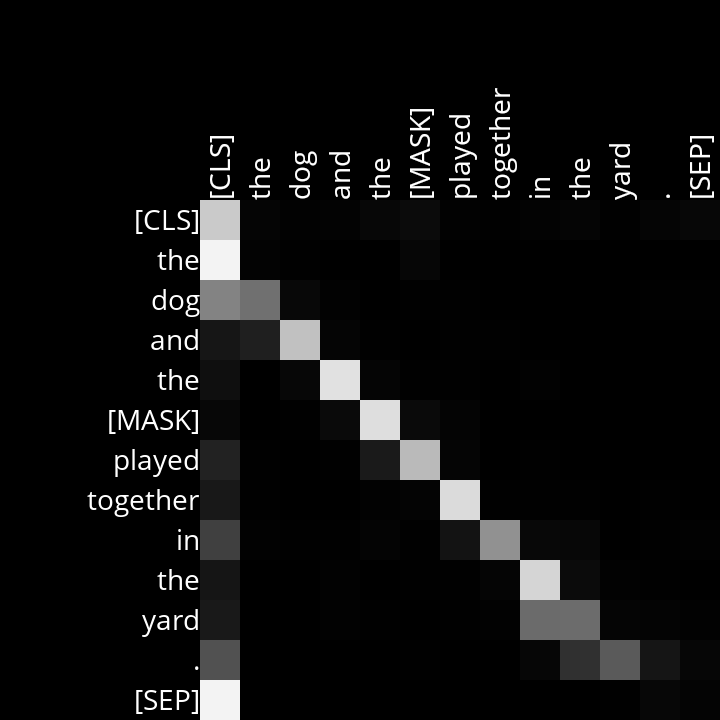 [CLS] the dog and the [MASK] played together in the yard . [SEP]
[CLS]
the
dog
and
the
[MASK]
played
together
in
the
yard
.
[SEP]